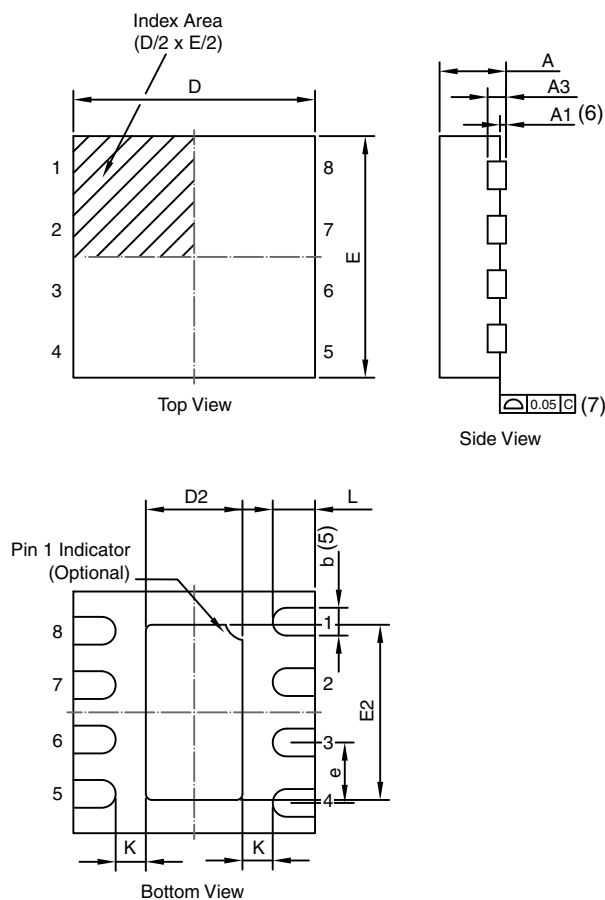 Index Area
(D/2 x E/2)
D
1
2
3
4
8
7
6
5
E
Top View
A
A3
A1 (6)
0.05 C (7)
Side View
D2
L
Pin 1 Indicator
(Optional)
b (5)
8
7
6
5
1
2
3
4
E2
e
K
K
Bottom View